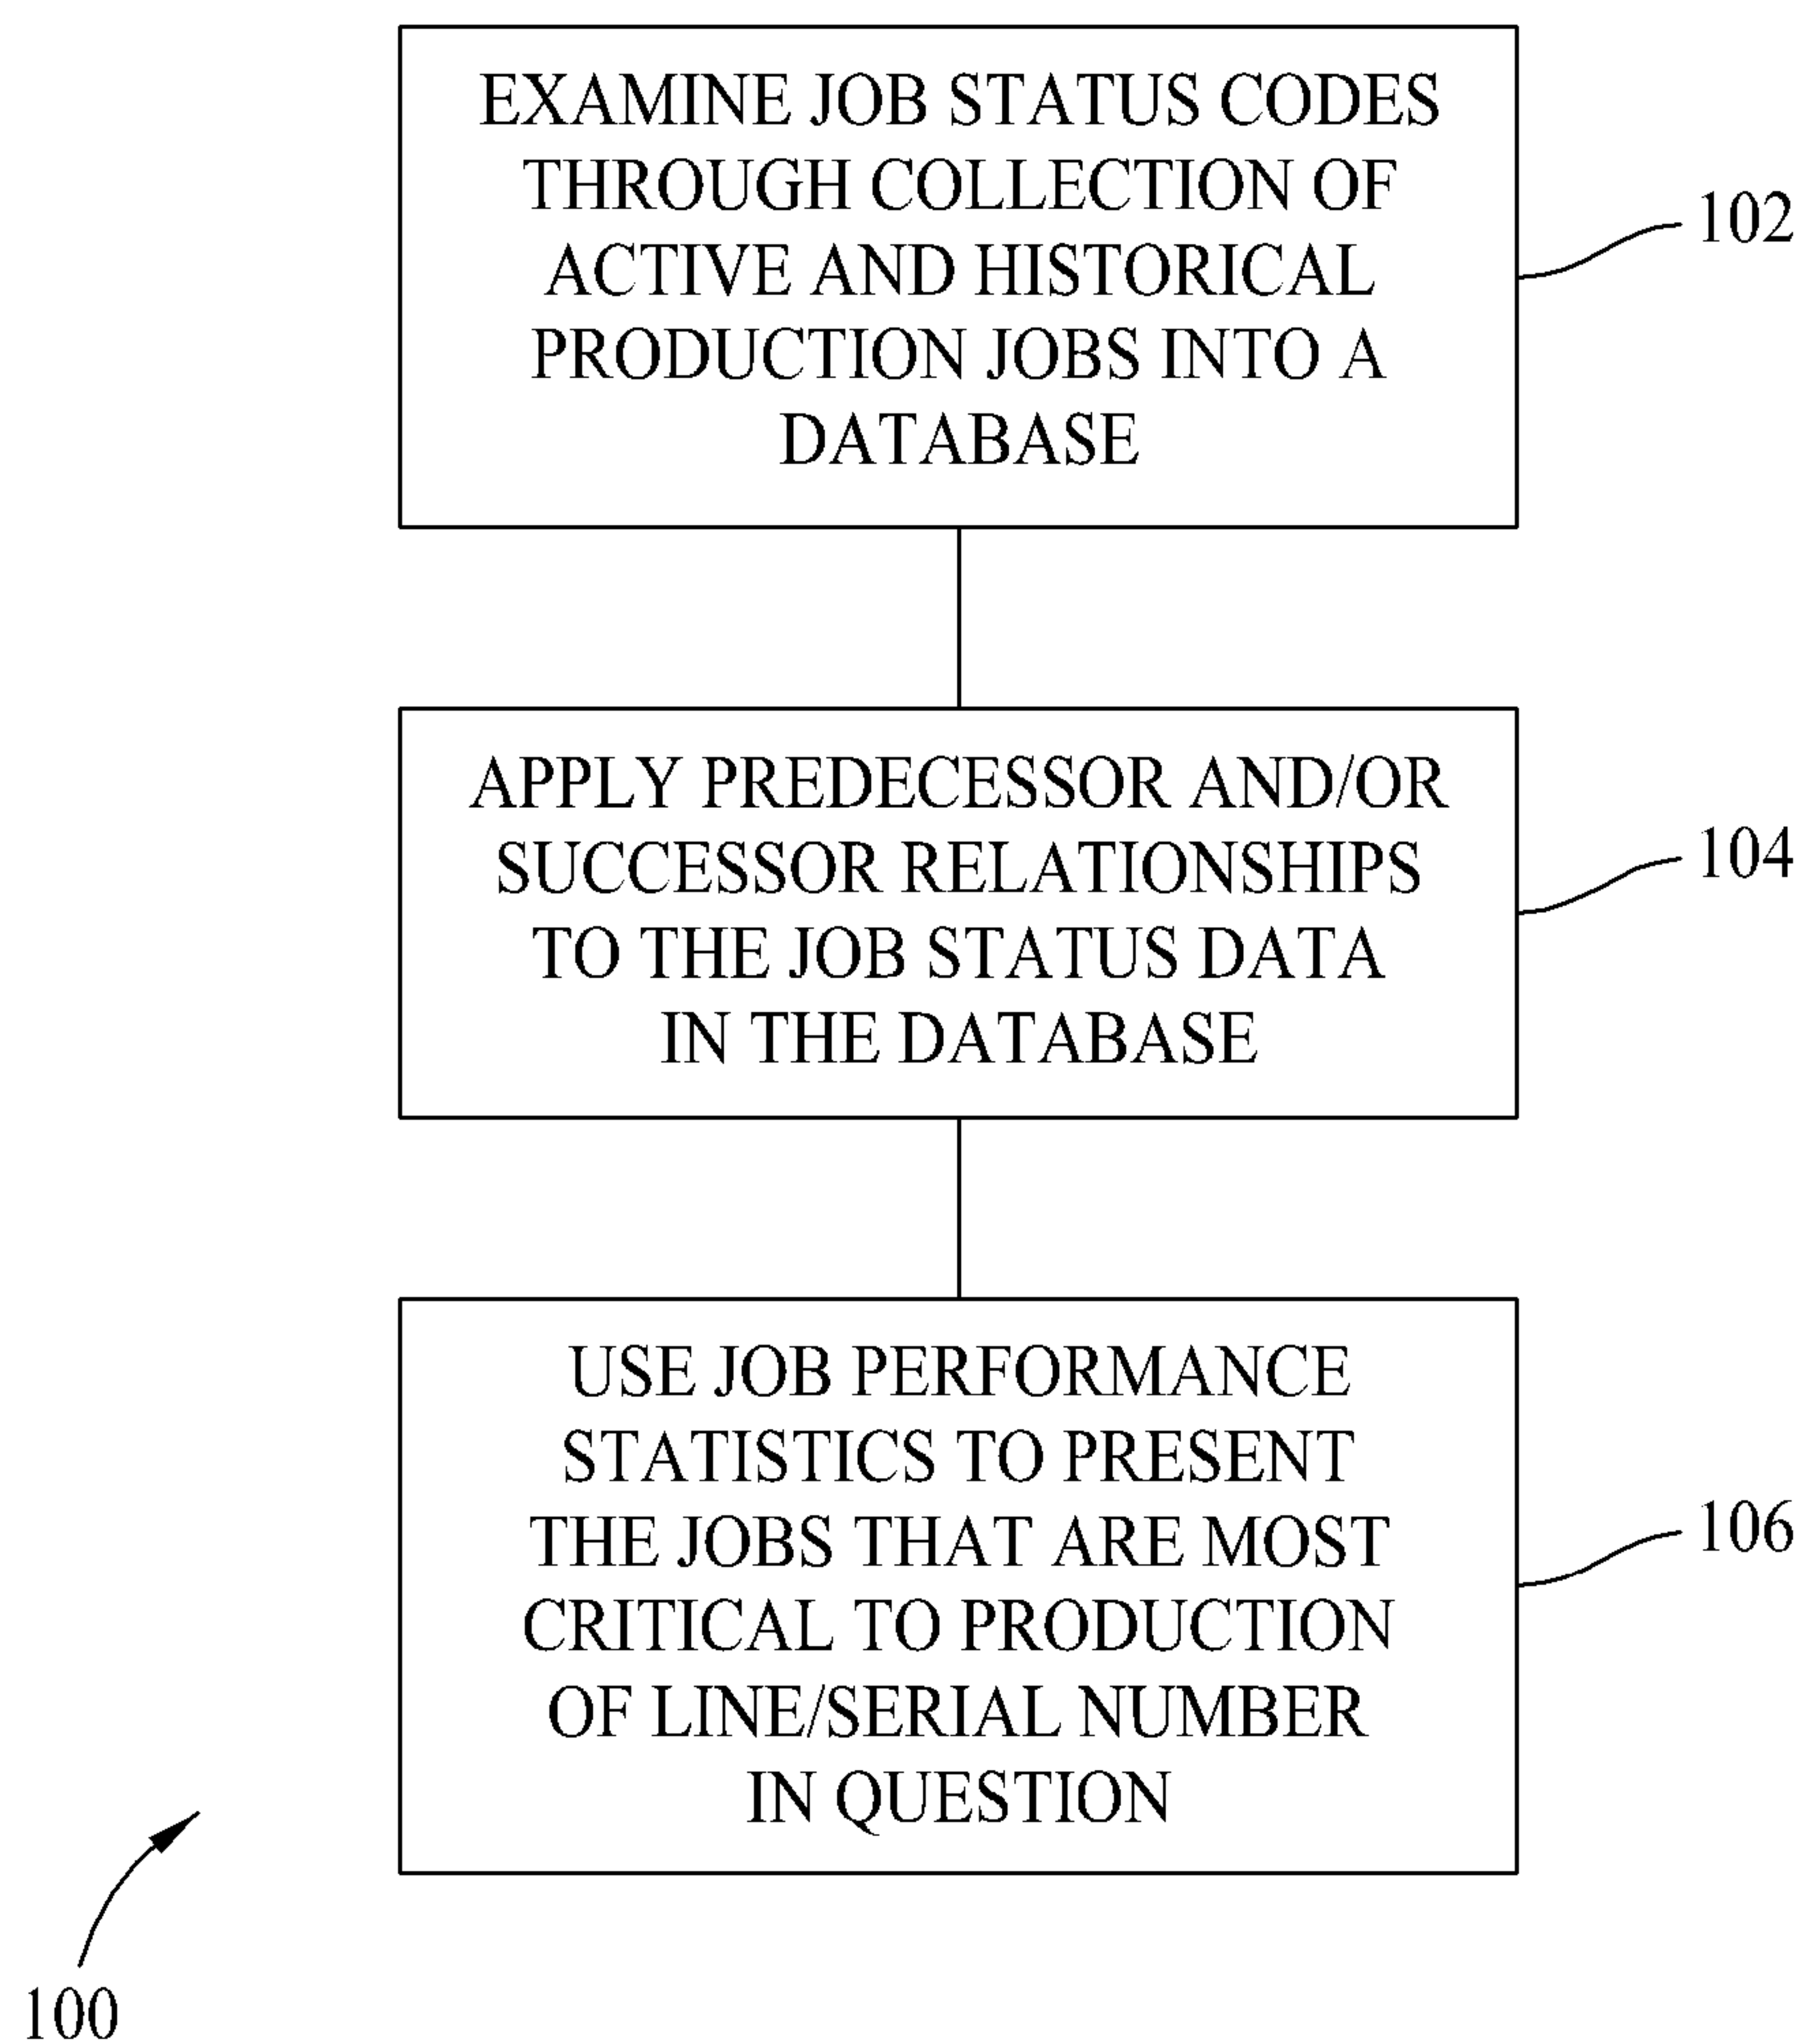 EXAMINE JOB STATUS CODES
THROUGH COLLECTION OF
ACTIVE AND HISTORICAL
PRODUCTION JOBS INTO A
DATABASE
102
APPLY PREDECESSOR AND/OR
SUCCESSOR RELATIONSHIPS
TO THE JOB STATUS DATA
IN THE DATABASE
104
USE JOB PERFORMANCE
STATISTICS TO PRESENT
THE JOBS THAT ARE MOST
CRITICAL TO PRODUCTION
OF LINE/SERIAL NUMBER
IN QUESTION
106
100